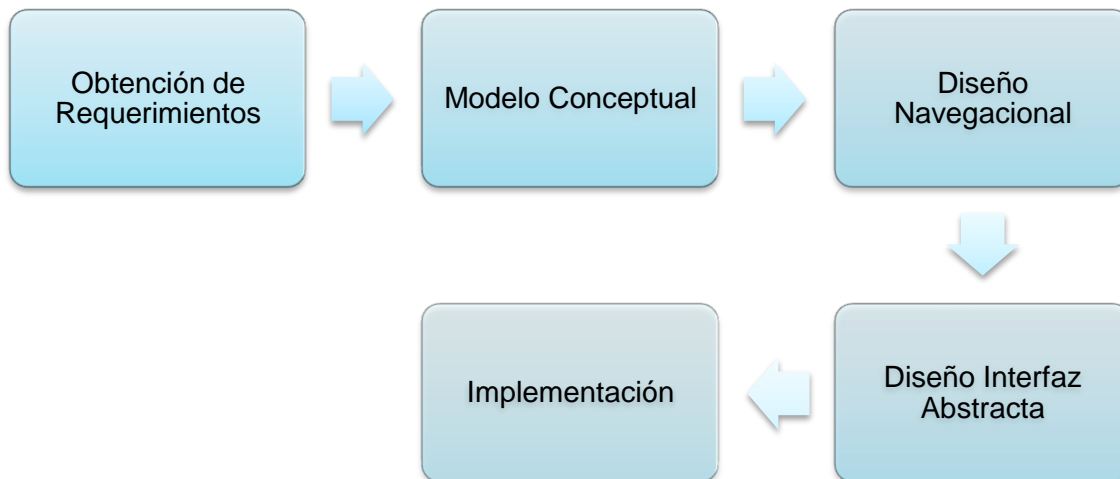 Obtención de
Requerimientos
Modelo Conceptual
Diseño
Navegacional
Diseño Interfaz
Abstracta
Implementación